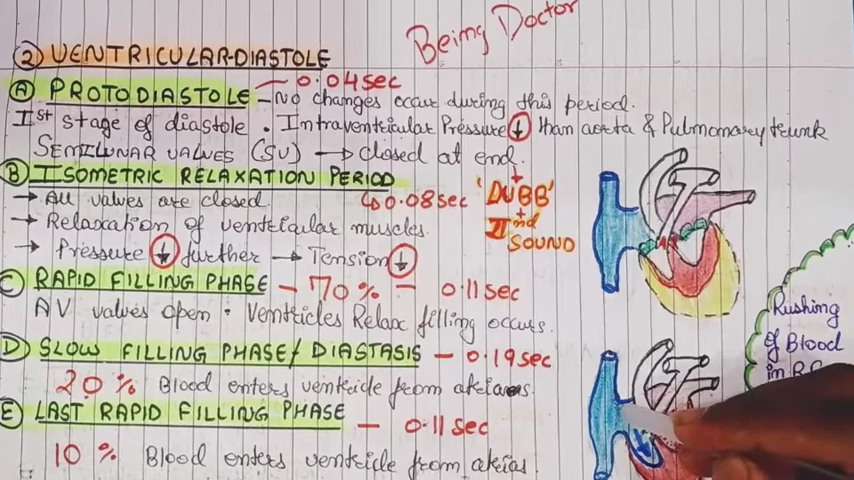 Being Doctor
② VENTRICULAR-DIASTOLE
Ⓐ PROTODIASTOLE — 0.04 sec
— No changes occur during this period.
Ist stage of diastole. Intraventricular Pressure ↓ than aorta & Pulmonary trunk
SEMILUNAR VALVES (SV) → closed at end.
Ⓑ ISOMETRIC RELAXATION PERIOD
→ All valves are closed. ↳ 0.08 sec
'DUBB'
+
IInd
SOUND
→ Relaxation of ventricular muscles.
→ Pressure ↓ further → Tension ↓
Ⓒ RAPID FILLING PHASE — 70% — 0.11 sec
AV valves open. Ventricles Relax filling occurs.
Ⓓ SLOW FILLING PHASE/ DIASTASIS — 0.19 sec
20% Blood enters ventricle from atrias
Ⓔ LAST RAPID FILLING PHASE — 0.11 sec
10% Blood enters ventricle from atrias.
Rushing
of Blood
in